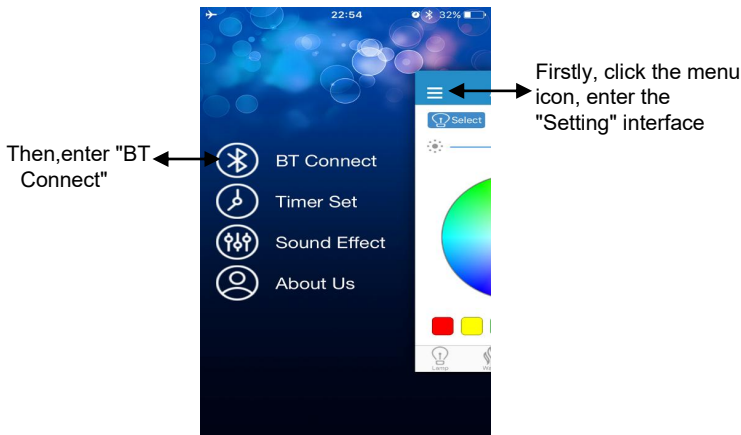 22:54
32%
Firstly, click the menu
icon, enter the
"Setting" interface
Select
Then,enter "BT
Connect"
BT Connect
Timer Set
Sound Effect
About Us
Lamp